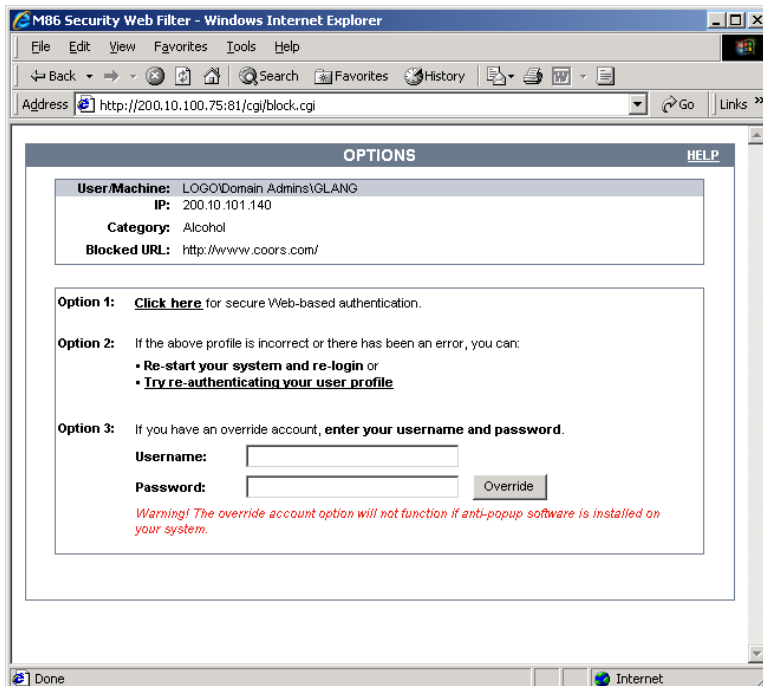 M86 Security Web Filter - Windows Internet Explorer
File Edit View Favorites Tools Help
Back Search Favorites History
Address http://200.10.100.75:81/cgi/block.cgi Go Links »
OPTIONS HELP
User/Machine: LOGO\Domain Admins\GLANG
IP: 200.10.101.140
Category: Alcohol
Blocked URL: http://www.coors.com/
Option 1: Click here for secure Web-based authentication.
Option 2: If the above profile is incorrect or there has been an error, you can:
▪ Re-start your system and re-login or
▪ Try re-authenticating your user profile
Option 3: If you have an override account, enter your username and password.
Username:
Password: Override
Warning! The override account option will not function if anti-popup software is installed on
your system.
Done Internet